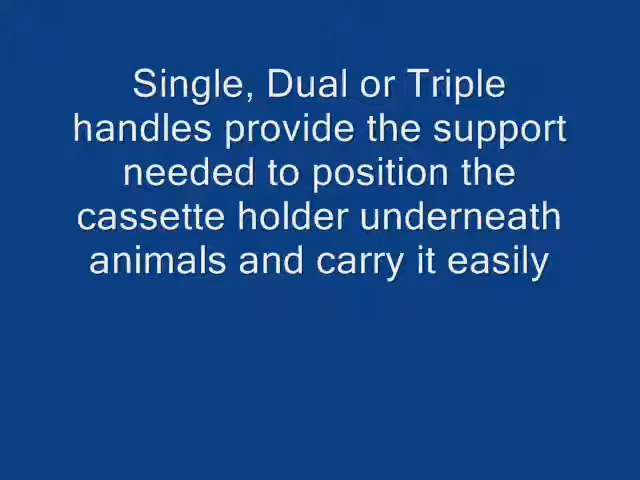 Single, Dual or Triple
handles provide the support
needed to position the
cassette holder underneath
animals and carry it easily